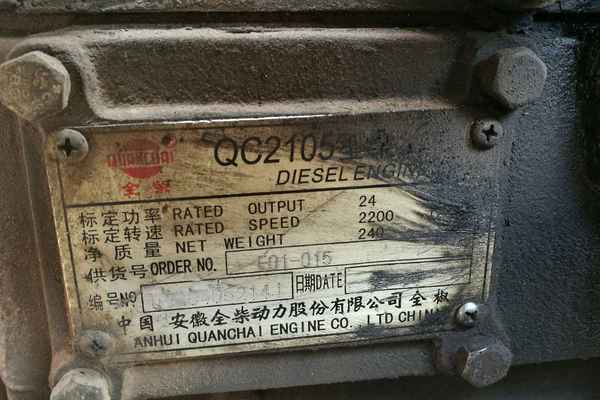 QUANCHAI
全柴
QC2105
DIESEL ENGINE
标定功率 RATED OUTPUT 24
标定转速 RATED SPEED 2200
净质量 NET WEIGHT 240
供货号 ORDER NO. E01-015
编号NO 日期DATE
中国 安徽全柴动力股份有限公司 全椒
ANHUI QUANCHAI ENGINE CO. LTD CHINA